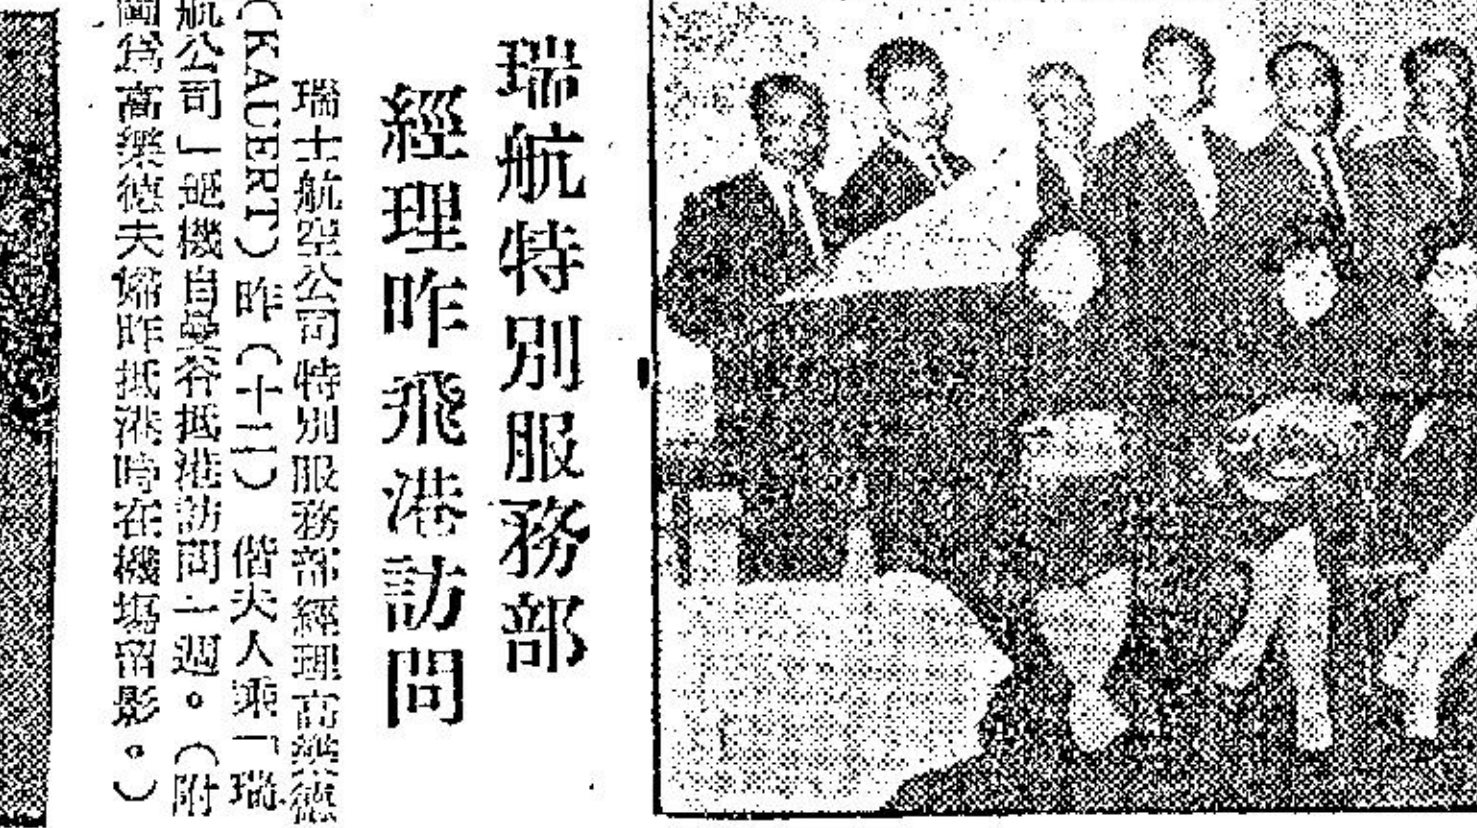 瑞航特別服務部
經理昨飛港訪問
瑞士航空公司特別服務部經理高樂德
(KAUERT)昨(十二)偕夫人乘「瑞
航公司」班機自曼谷抵港訪問一週。(附
圖爲高樂德夫婦昨抵港時在機塲留影。)